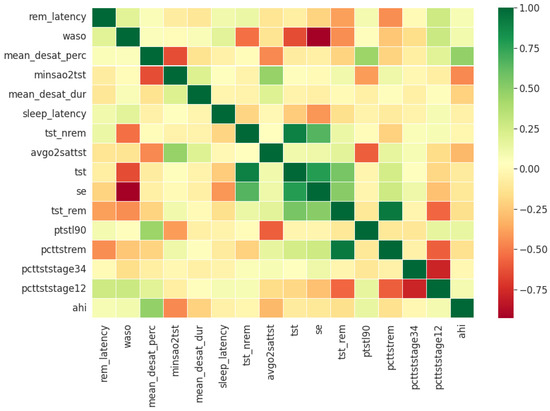 rem_latency
waso
mean_desat_perc
minsao2tst
mean_desat_dur
sleep_latency
tst_nrem
avgo2sattst
tst
se
tst_rem
ptstl90
pcttstrem
pcttststage34
pcttststage12
ahi
rem_latency
waso
mean_desat_perc
minsao2tst
mean_desat_dur
sleep_latency
tst_nrem
avgo2sattst
tst
se
tst_rem
ptstl90
pcttstrem
pcttststage34
pcttststage12
ahi
1.00
0.75
0.50
0.25
0.00
−0.25
−0.50
−0.75